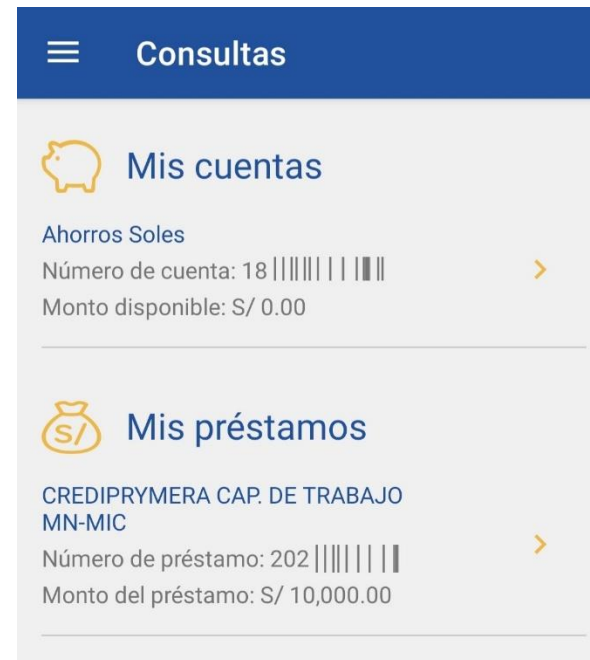 Consultas
Mis cuentas
Ahorros Soles
Número de cuenta: 18
Monto disponible: S/ 0.00
S/
Mis préstamos
CREDIPRYMERA CAP. DE TRABAJO
MN-MIC
Número de préstamo: 202
Monto del préstamo: S/ 10,000.00